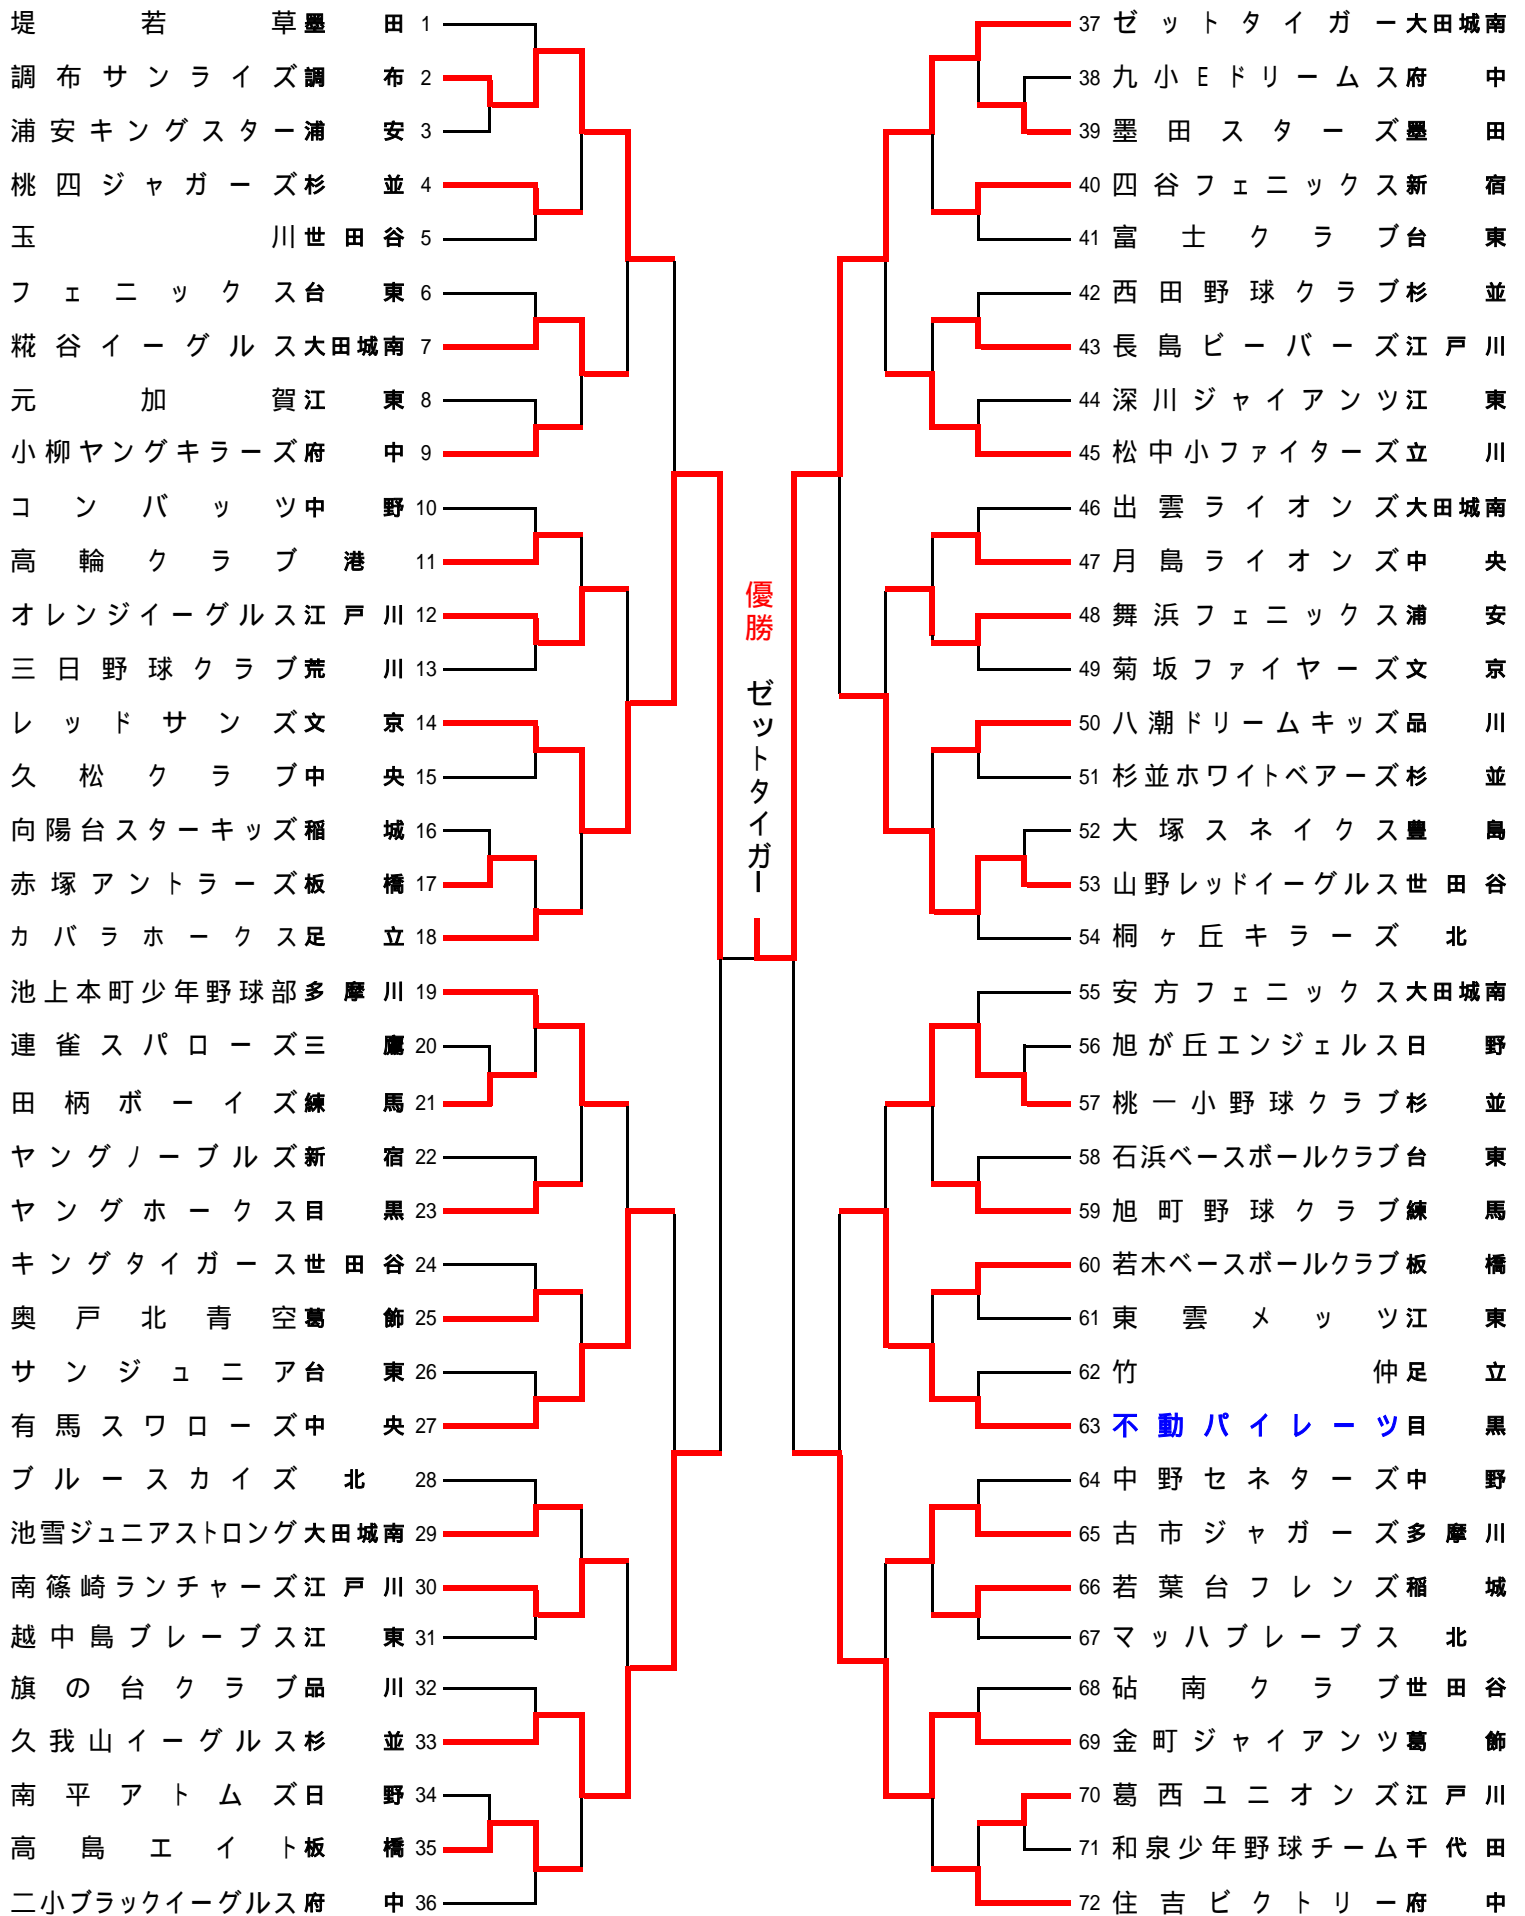 堤若草 墨田 1
調布サンライズ 調布 2
浦安キングスター 浦安 3
桃四ジャガーズ 杉並 4
玉川 世田谷 5
フェニックス 台東 6
糀谷イーグルス 大田城南 7
元加賀 江東 8
小柳ヤングキラーズ 府中 9
コンバッツ 中野 10
高輪クラブ 港 11
オレンジイーグルス 江戸川 12
三日野球クラブ 荒川 13
レッドサンズ 文京 14
久松クラブ 中央 15
向陽台スターキッズ 稲城 16
赤塚アントラーズ 板橋 17
カバラホークス 足立 18
池上本町少年野球部 多摩川 19
連雀スパローズ 三鷹 20
田柄ボーイズ 練馬 21
ヤングノーブルズ 新宿 22
ヤングホークス 目黒 23
キングタイガース 世田谷 24
奥戸北青空 葛飾 25
サンジュニア 台東 26
有馬スワローズ 中央 27
ブルースカイズ 北 28
池雪ジュニアストロング 大田城南 29
南篠崎ランチャーズ 江戸川 30
越中島ブレーブス 江東 31
旗の台クラブ 品川 32
久我山イーグルス 杉並 33
南平アトムズ 日野 34
高島エイト 板橋 35
二小ブラックイーグルス 府中 36
優勝 ゼットタイガー
37 ゼットタイガー 大田城南
38 九小Eドリームス 府中
39 墨田スターズ 墨田
40 四谷フェニックス 新宿
41 富士クラブ 台東
42 西田野球クラブ 杉並
43 長島ビーバーズ 江戸川
44 深川ジャイアンツ 江東
45 松中小ファイターズ 立川
46 出雲ライオンズ 大田城南
47 月島ライオンズ 中央
48 舞浜フェニックス 浦安
49 菊坂ファイヤーズ 文京
50 八潮ドリームキッズ 品川
51 杉並ホワイトベアーズ 杉並
52 大塚スネイクス 豊島
53 山野レッドイーグルス 世田谷
54 桐ヶ丘キラーズ 北
55 安方フェニックス 大田城南
56 旭が丘エンジェルス 日野
57 桃一小野球クラブ 杉並
58 石浜ベースボールクラブ 台東
59 旭町野球クラブ 練馬
60 若木ベースボールクラブ 板橋
61 東雲メッツ 江東
62 竹仲 足立
63 不動パイレーツ 目黒
64 中野セネターズ 中野
65 古市ジャガーズ 多摩川
66 若葉台フレンズ 稲城
67 マッハブレーブス 北
68 砧南クラブ 世田谷
69 金町ジャイアンツ 葛飾
70 葛西ユニオンズ 江戸川
71 和泉少年野球チーム 千代田
72 住吉ビクトリー 府中